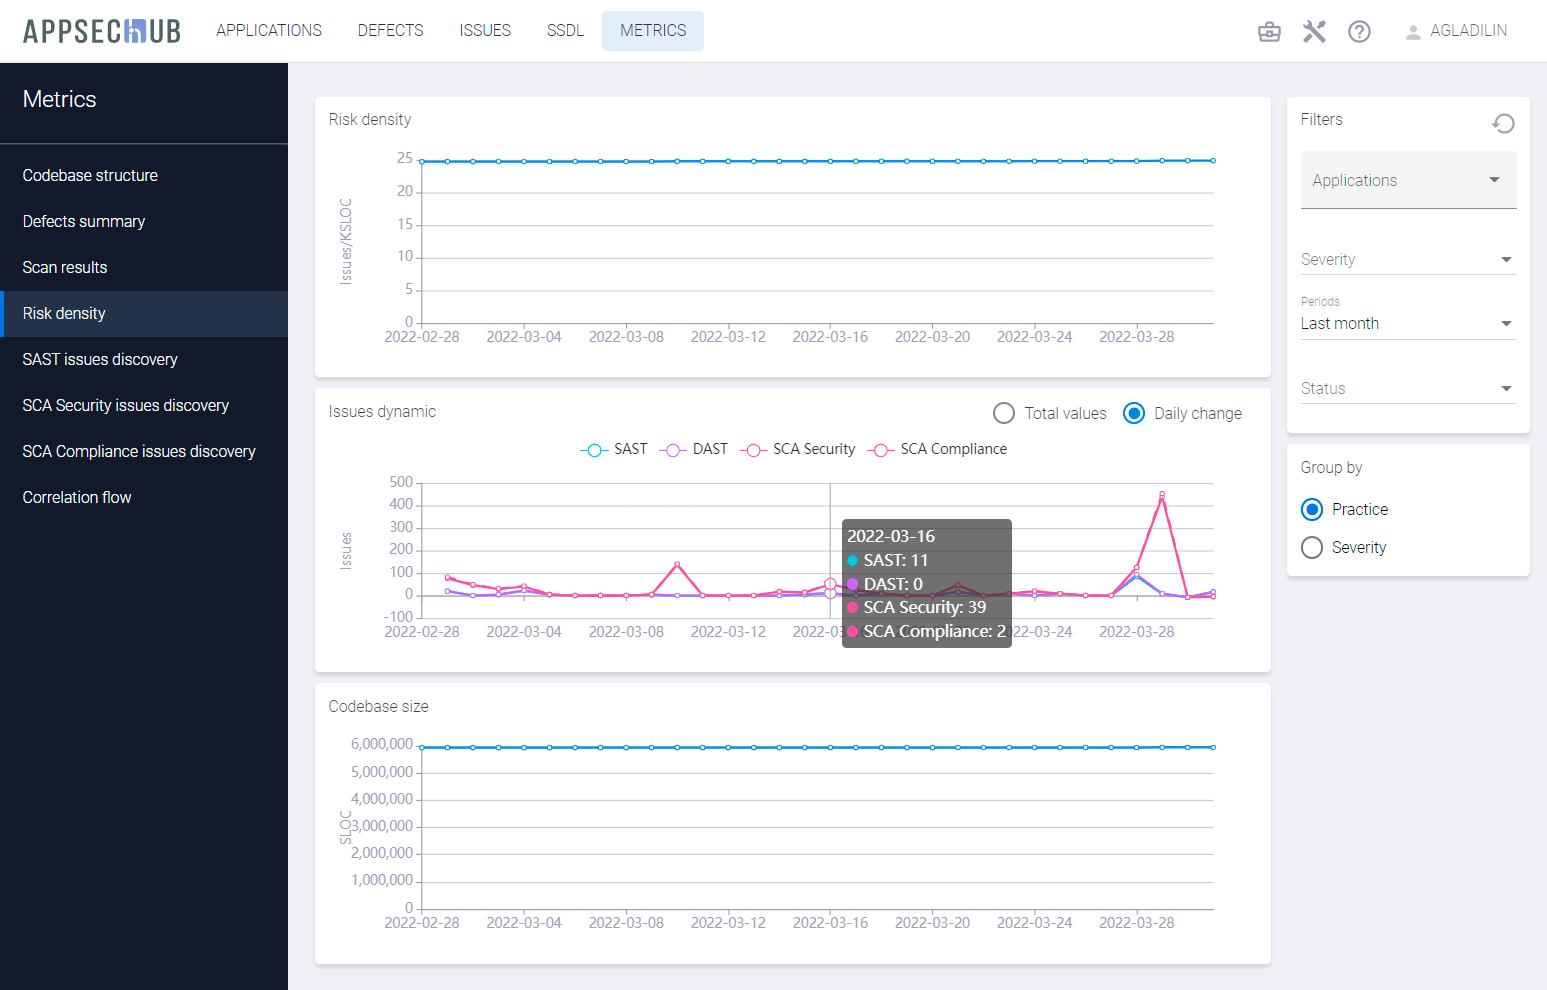 APPSECHUB
APPLICATIONS
DEFECTS
ISSUES
SSDL
METRICS
AGLADILIN
Metrics
Codebase structure
Defects summary
Scan results
Risk density
SAST issues discovery
SCA Security issues discovery
SCA Compliance issues discovery
Correlation flow
Risk density
Issues/KSLOC
25
20
15
10
5
0
2022-02-28 2022-03-04 2022-03-08 2022-03-12 2022-03-16 2022-03-20 2022-03-24 2022-03-28
Issues dynamic
Total values
Daily change
SAST DAST SCA Security SCA Compliance
Issues
500
400
300
200
100
0
-100
2022-02-28 2022-03-04 2022-03-08 2022-03-12 2022-03-24 2022-03-28
2022-03-16
SAST: 11
DAST: 0
SCA Security: 39
SCA Compliance: 2
Codebase size
SLOC
6,000,000
5,000,000
4,000,000
3,000,000
2,000,000
1,000,000
0
2022-02-28 2022-03-04 2022-03-08 2022-03-12 2022-03-16 2022-03-20 2022-03-24 2022-03-28
Filters
Applications
Severity
Periods
Last month
Status
Group by
Practice
Severity